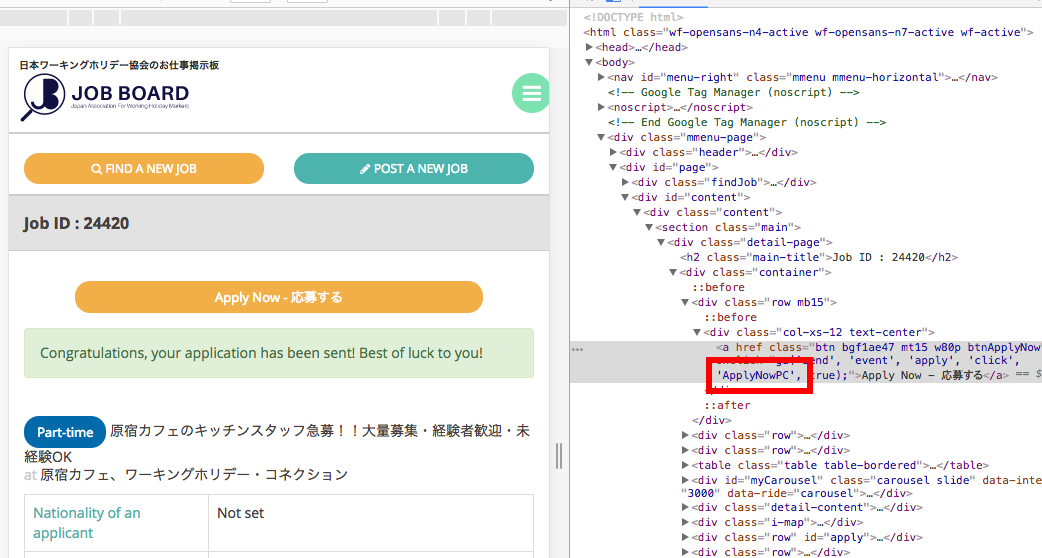 日本ワーキングホリデー協会のお仕事掲示板
JOB BOARD
Japan Association For Working Holiday Makers
FIND A NEW JOB
POST A NEW JOB
Job ID : 24420
Apply Now - 応募する
Congratulations, your application has been sent! Best of luck to you!
Part-time 原宿カフェのキッチンスタッフ急募！！大量募集・経験者歓迎・未
経験OK
at 原宿カフェ、ワーキングホリデー・コネクション
Nationality of an
applicant
Not set
<!DOCTYPE html>
<html class="wf-opensans-n4-active wf-opensans-n7-active wf-active">
▶<head>…</head>
▼<body>
▶<nav id="menu-right" class="mmenu mmenu-horizontal">…</nav>
<!-- Google Tag Manager (noscript) -->
▶<noscript>…</noscript>
<!-- End Google Tag Manager (noscript) -->
▼<div class="mmenu-page">
▶<div class="header">…</div>
▼<div id="page">
▶<div class="findJob">…</div>
▼<div id="content">
▼<div class="content">
▼<section class="main">
▼<div class="detail-page">
<h2 class="main-title">Job ID : 24420</h2>
▼<div class="container">
::before
▼<div class="row mb15">
::before
▼<div class="col-xs-12 text-center">
<a href class="btn bgf1ae47 mt15 w80p btnApplyNow
'event', 'apply', 'click',
'ApplyNowPC', true);">Apply Now - 応募する</a> == $
::after
</div>
▶<div class="row">…</div>
▶<div class="row">…</div>
▶<table class="table table-bordered">…</table>
▶<div id="myCarousel" class="carousel slide" data-inte
"3000" data-ride="carousel">…</div>
▶<div class="detail-content">…</div>
▶<div class="i-map">…</div>
▶<div class="row" id="apply">…</div>
▶<div class="row">…</div>